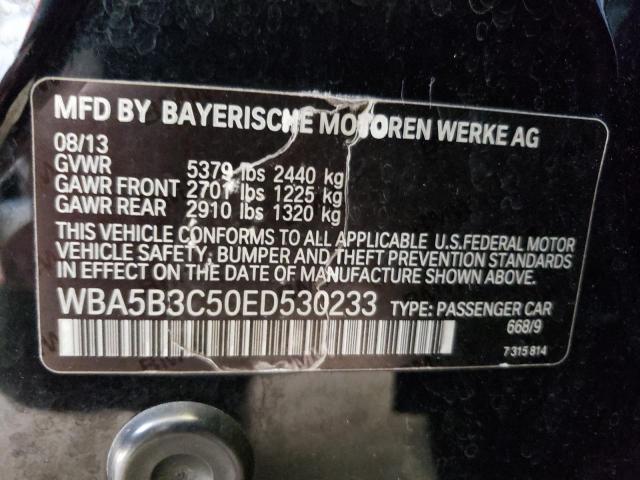 MFD BY BAYERISCHE MOTOREN WERKE AG
08/13
GVWR 5379 lbs 2440 kg
GAWR FRONT 2701 lbs 1225 kg
GAWR REAR 2910 lbs 1320 kg
THIS VEHICLE CONFORMS TO ALL APPLICABLE U.S.FEDERAL MOTOR
VEHICLE SAFETY, BUMPER AND THEFT PREVENTION STANDARDS
IN EFFECT ON THE DATE OF MANUFACTURE SHOWN ABOVE.
WBA5B3C50ED530233 TYPE: PASSENGER CAR
668/9
7 315 814